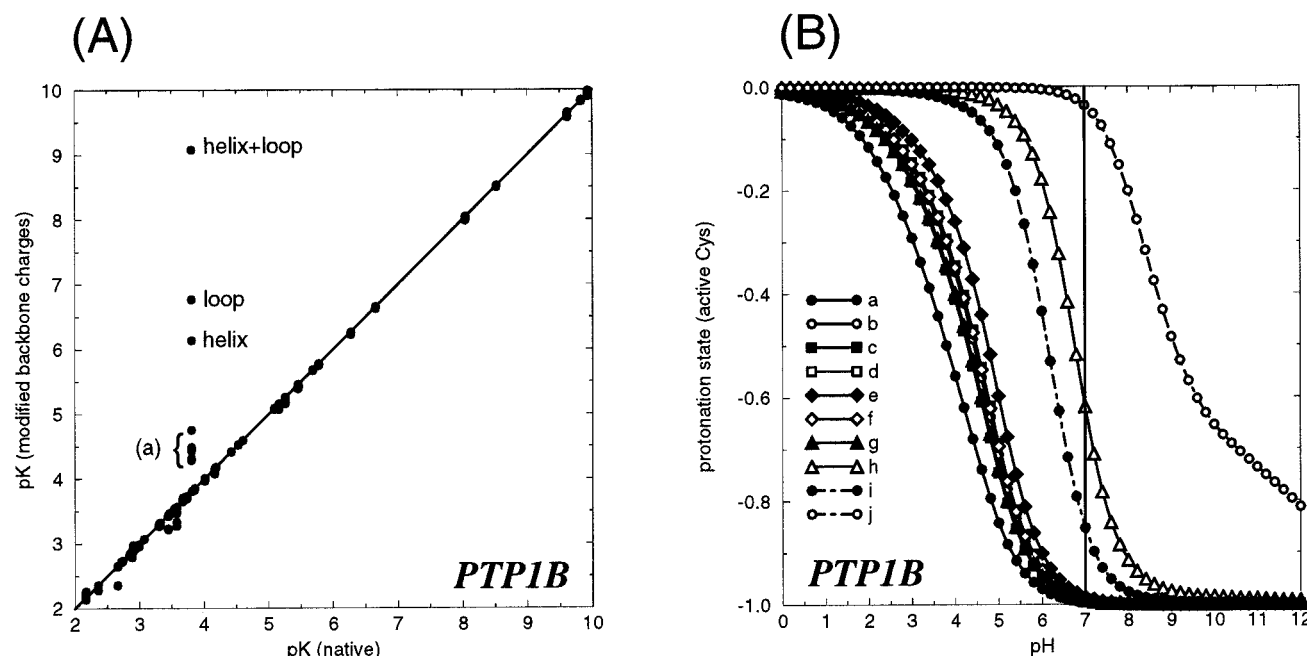 (A)
pK (modified backbone charges)
10
9
8
7
6
5
4
3
2
helix+loop
loop
helix
(a) {
PTP1B
2 3 4 5 6 7 8 9 10
pK (native)
(B)
protonation state (active Cys)
0.0
-0.2
-0.4
-0.6
-0.8
-1.0
a
b
c
d
e
f
g
h
i
j
PTP1B
0 1 2 3 4 5 6 7 8 9 10 11 12
pH